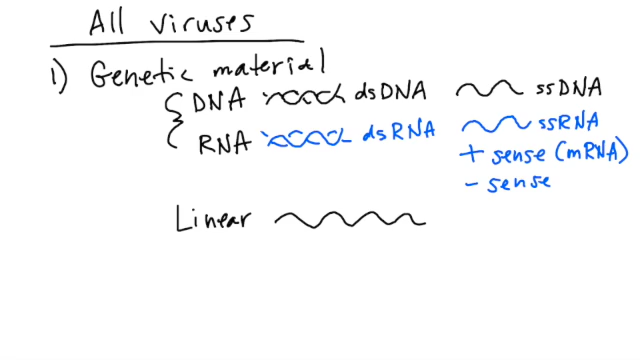 All viruses
1) Genetic material
DNA dsDNA ssDNA
RNA dsRNA ssRNA
+ sense (mRNA)
- sense
Linear